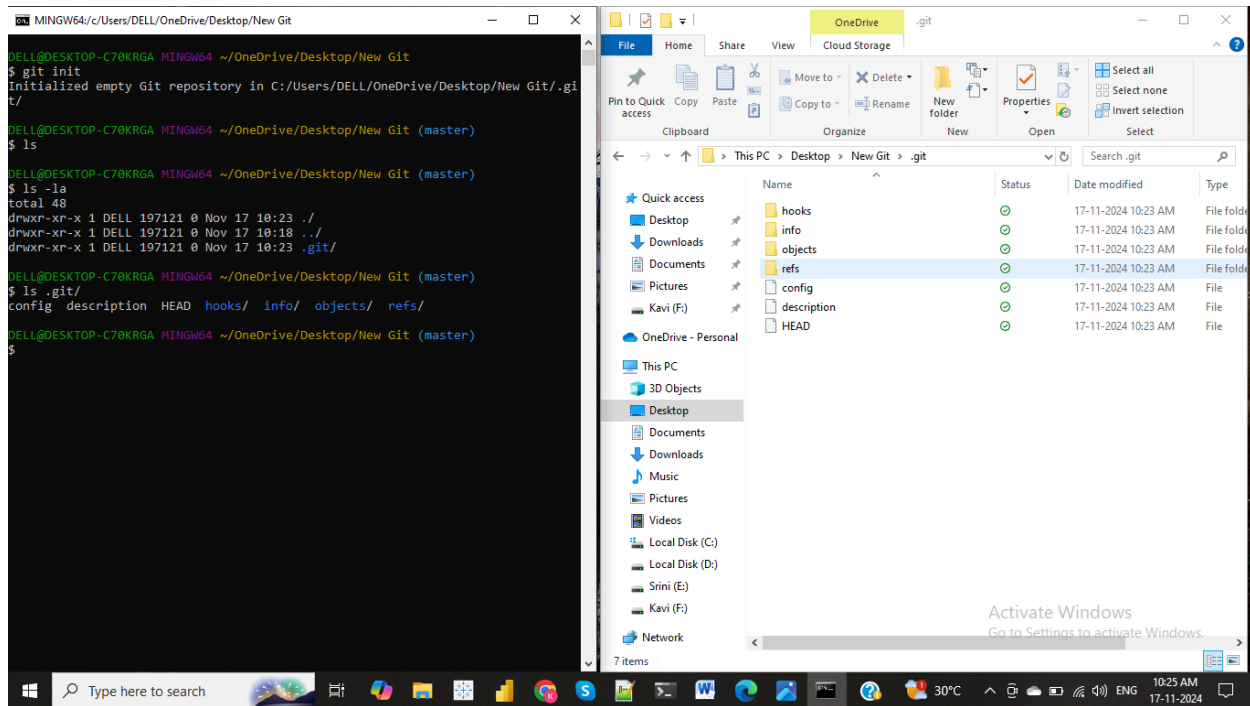 MINGW64:/c/Users/DELL/OneDrive/Desktop/New Git
DELL@DESKTOP-C70KRGA MINGW64 ~/OneDrive/Desktop/New Git
$ git init
Initialized empty Git repository in C:/Users/DELL/OneDrive/Desktop/New Git/.gi
t/
DELL@DESKTOP-C70KRGA MINGW64 ~/OneDrive/Desktop/New Git (master)
$ ls
DELL@DESKTOP-C70KRGA MINGW64 ~/OneDrive/Desktop/New Git (master)
$ ls -la
total 48
drwxr-xr-x 1 DELL 197121 0 Nov 17 10:23 ./
drwxr-xr-x 1 DELL 197121 0 Nov 17 10:18 ../
drwxr-xr-x 1 DELL 197121 0 Nov 17 10:23 .git/
DELL@DESKTOP-C70KRGA MINGW64 ~/OneDrive/Desktop/New Git (master)
$ ls .git/
config description HEAD hooks/ info/ objects/ refs/
DELL@DESKTOP-C70KRGA MINGW64 ~/OneDrive/Desktop/New Git (master)
$
OneDrive .git
File Home Share View Cloud Storage
Pin to Quick access
Copy
Paste
Move to
Copy to
Delete
Rename
New folder
Properties
Select all
Select none
Invert selection
Clipboard Organize New Open Select
This PC > Desktop > New Git > .git
Search .git
Quick access
Desktop
Downloads
Documents
Pictures
Kavi (F:)
OneDrive - Personal
This PC
3D Objects
Desktop
Documents
Downloads
Music
Pictures
Videos
Local Disk (C:)
Local Disk (D:)
Srini (E:)
Kavi (F:)
Network
Name Status Date modified Type
hooks 17-11-2024 10:23 AM File folde
info 17-11-2024 10:23 AM File folde
objects 17-11-2024 10:23 AM File folde
refs 17-11-2024 10:23 AM File folde
config 17-11-2024 10:23 AM File
description 17-11-2024 10:23 AM File
HEAD 17-11-2024 10:23 AM File
Activate Windows
Go to Settings to activate Windows.
7 items
Type here to search
30°C
ENG
10:25 AM
17-11-2024